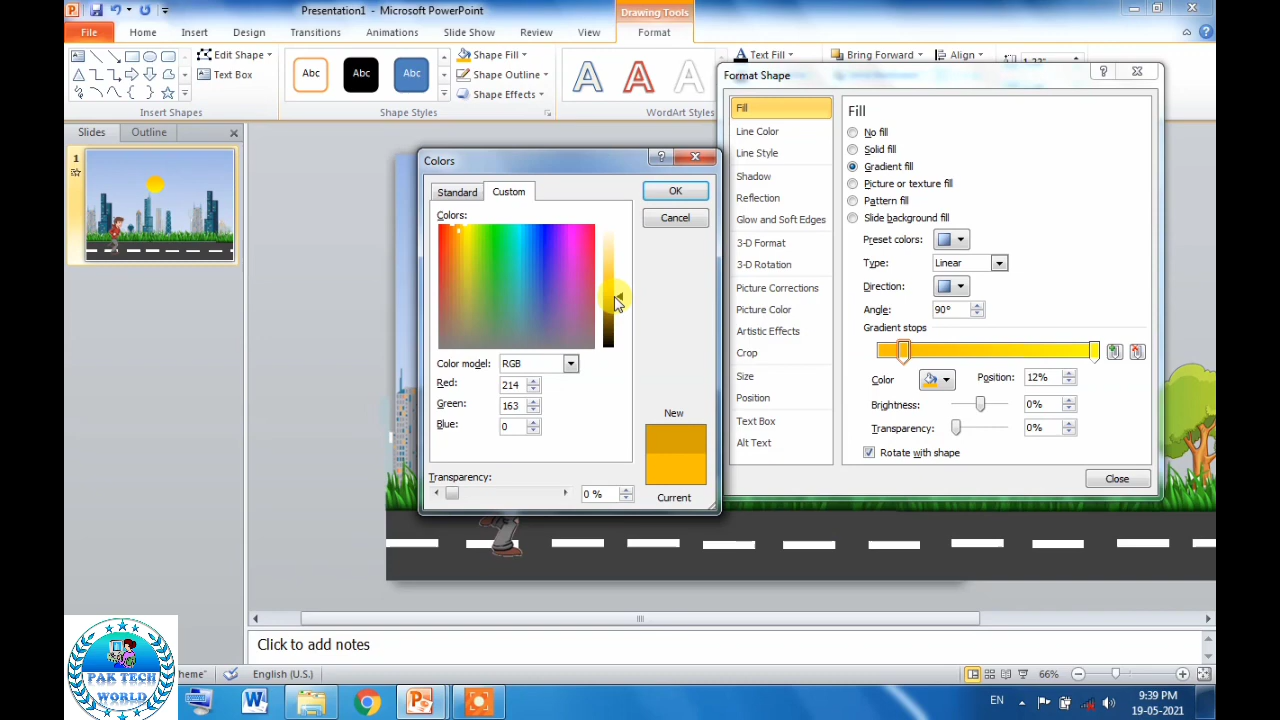 Presentation1 - Microsoft PowerPoint
Drawing Tools
File Home Insert Design Transitions Animations Slide Show Review View Format
Edit Shape
Text Box
Insert Shapes
Abc Abc Abc
Shape Fill
Shape Outline
Shape Effects
Shape Styles
A A A
Text Fill
WordArt Styles
Bring Forward
Align
Slides Outline
1
Format Shape
Fill
Line Color
Line Style
Shadow
Reflection
Glow and Soft Edges
3-D Format
3-D Rotation
Picture Corrections
Picture Color
Artistic Effects
Crop
Size
Position
Text Box
Alt Text
Fill
No fill
Solid fill
Gradient fill
Picture or texture fill
Pattern fill
Slide background fill
Preset colors:
Type: Linear
Direction:
Angle: 90°
Gradient stops
Color Position: 12%
Brightness: 0%
Transparency: 0%
Rotate with shape
Close
Colors
Standard Custom
OK
Cancel
Colors:
Color model: RGB
Red: 214
Green: 163
Blue: 0
New
Current
Transparency:
0 %
Click to add notes
heme"
English (U.S.)
66%
PAK TECH
WORLD
EN
9:39 PM
19-05-2021